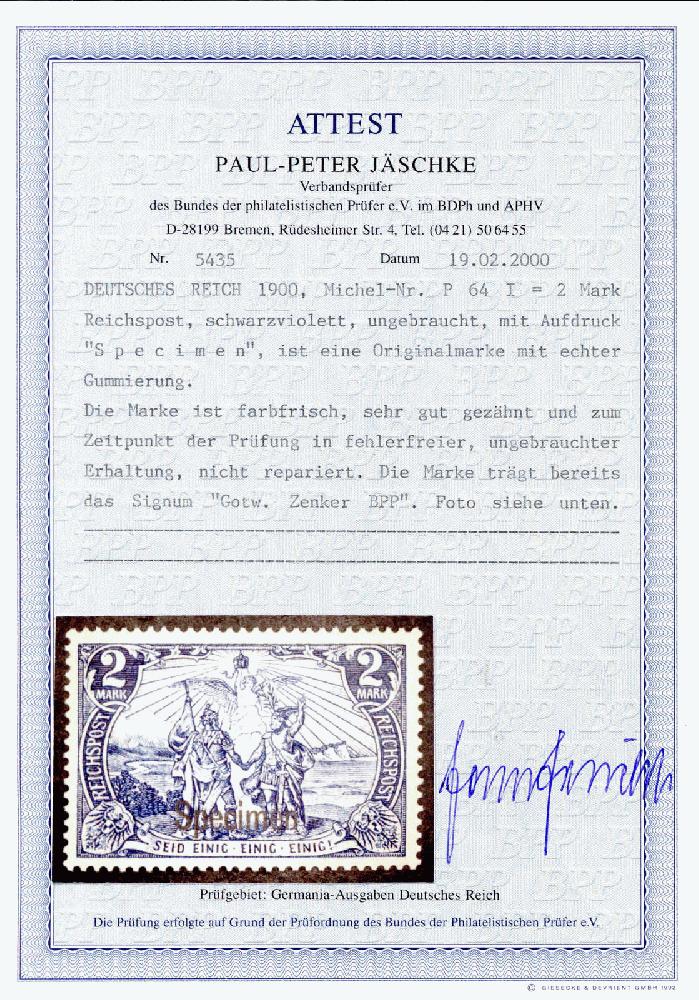 ATTEST
PAUL-PETER JÄSCHKE
Verbandsprüfer
des Bundes der philatelistischen Prüfer e.V. im BDPh und APHV
D-28199 Bremen, Rüdesheimer Str. 4, Tel. (04 21) 50 64 55
Nr. 5435 Datum 19.02.2000
DEUTSCHES REICH 1900, Michel-Nr. P 64 I = 2 Mark
Reichspost, schwarzviolett, ungebraucht, mit Aufdruck
"S p e c i m e n", ist eine Originalmarke mit echter
Gummierung.
Die Marke ist farbfrisch, sehr gut gezähnt und zum
Zeitpunkt der Prüfung in fehlerfreier, ungebrauchter
Erhaltung, nicht repariert. Die Marke trägt bereits
das Signum "Gotw. Zenker BPP". Foto siehe unten.
2 MARK
2 MARK
REICHSPOST
REICHSPOST
Specimen
SEID EINIG · EINIG · EINIG!
Prüfgebiet: Germania-Ausgaben Deutsches Reich
Die Prüfung erfolgte auf Grund der Prüfordnung des Bundes der Philatelistischen Prüfer e.V.
© GIESECKE & DEVRIENT GMBH 1992